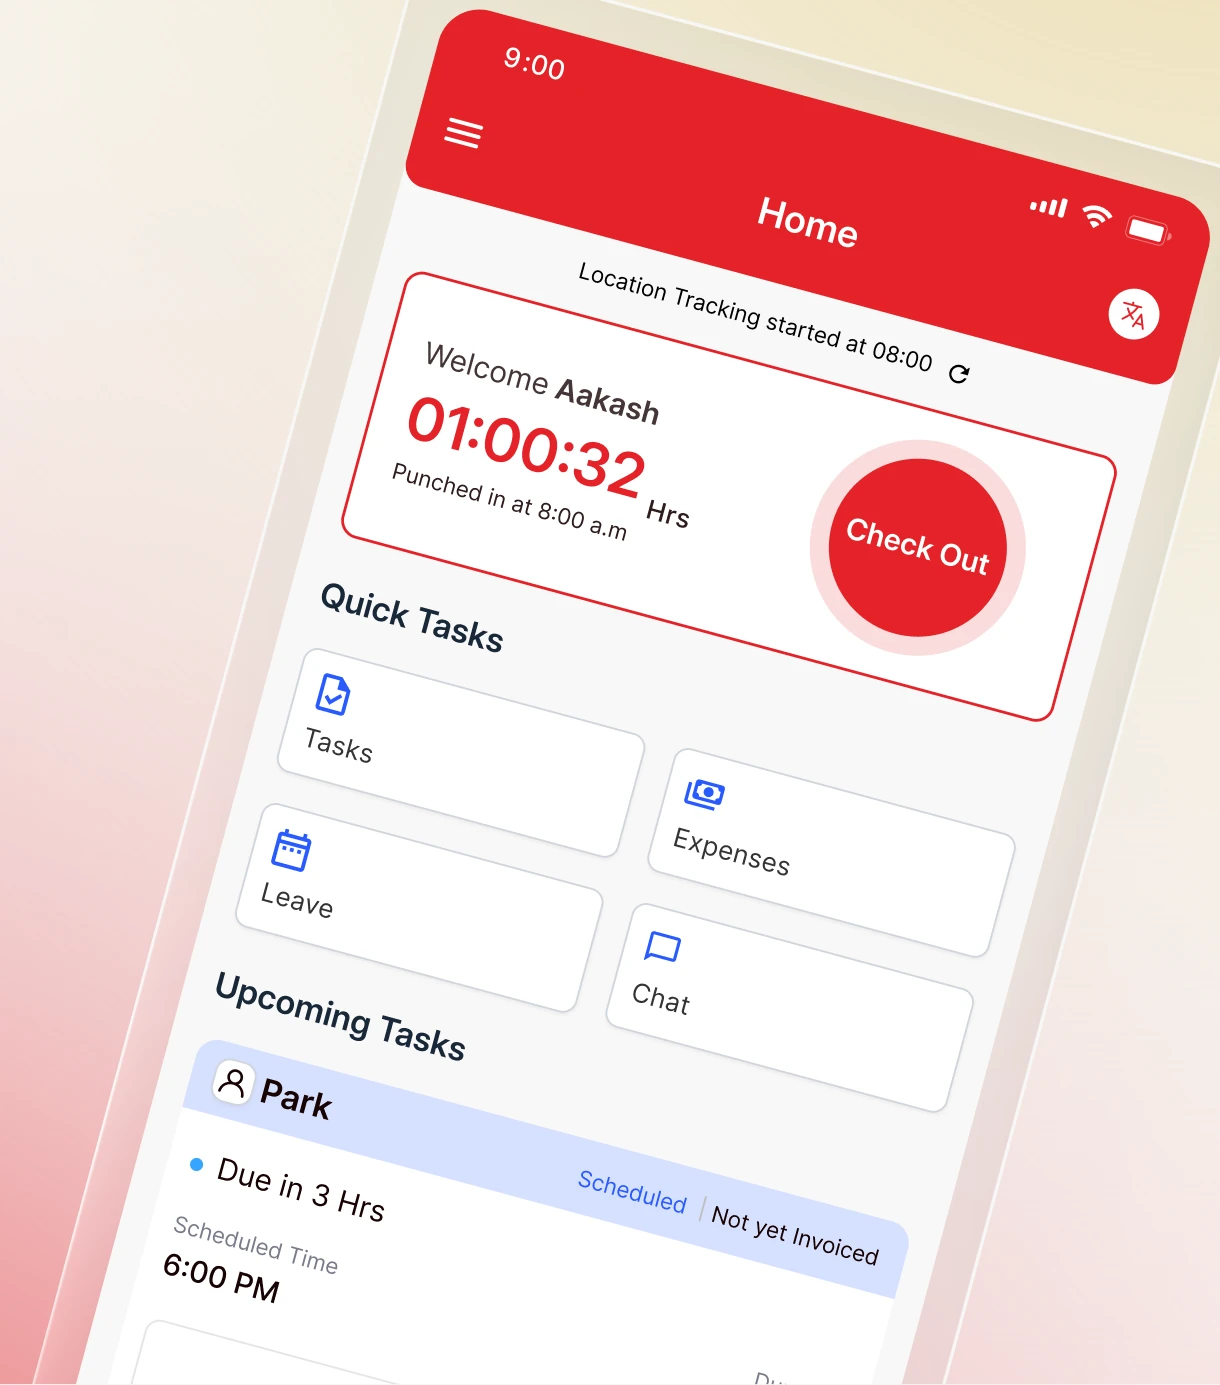 9:00
Home
Location Tracking started at 08:00
Welcome Aakash
01:00:32 Hrs
Punched in at 8:00 a.m
Check Out
Quick Tasks
Tasks
Expenses
Leave
Chat
Upcoming Tasks
Park
Scheduled | Not yet Invoiced
Due in 3 Hrs
Scheduled Time
6:00 PM